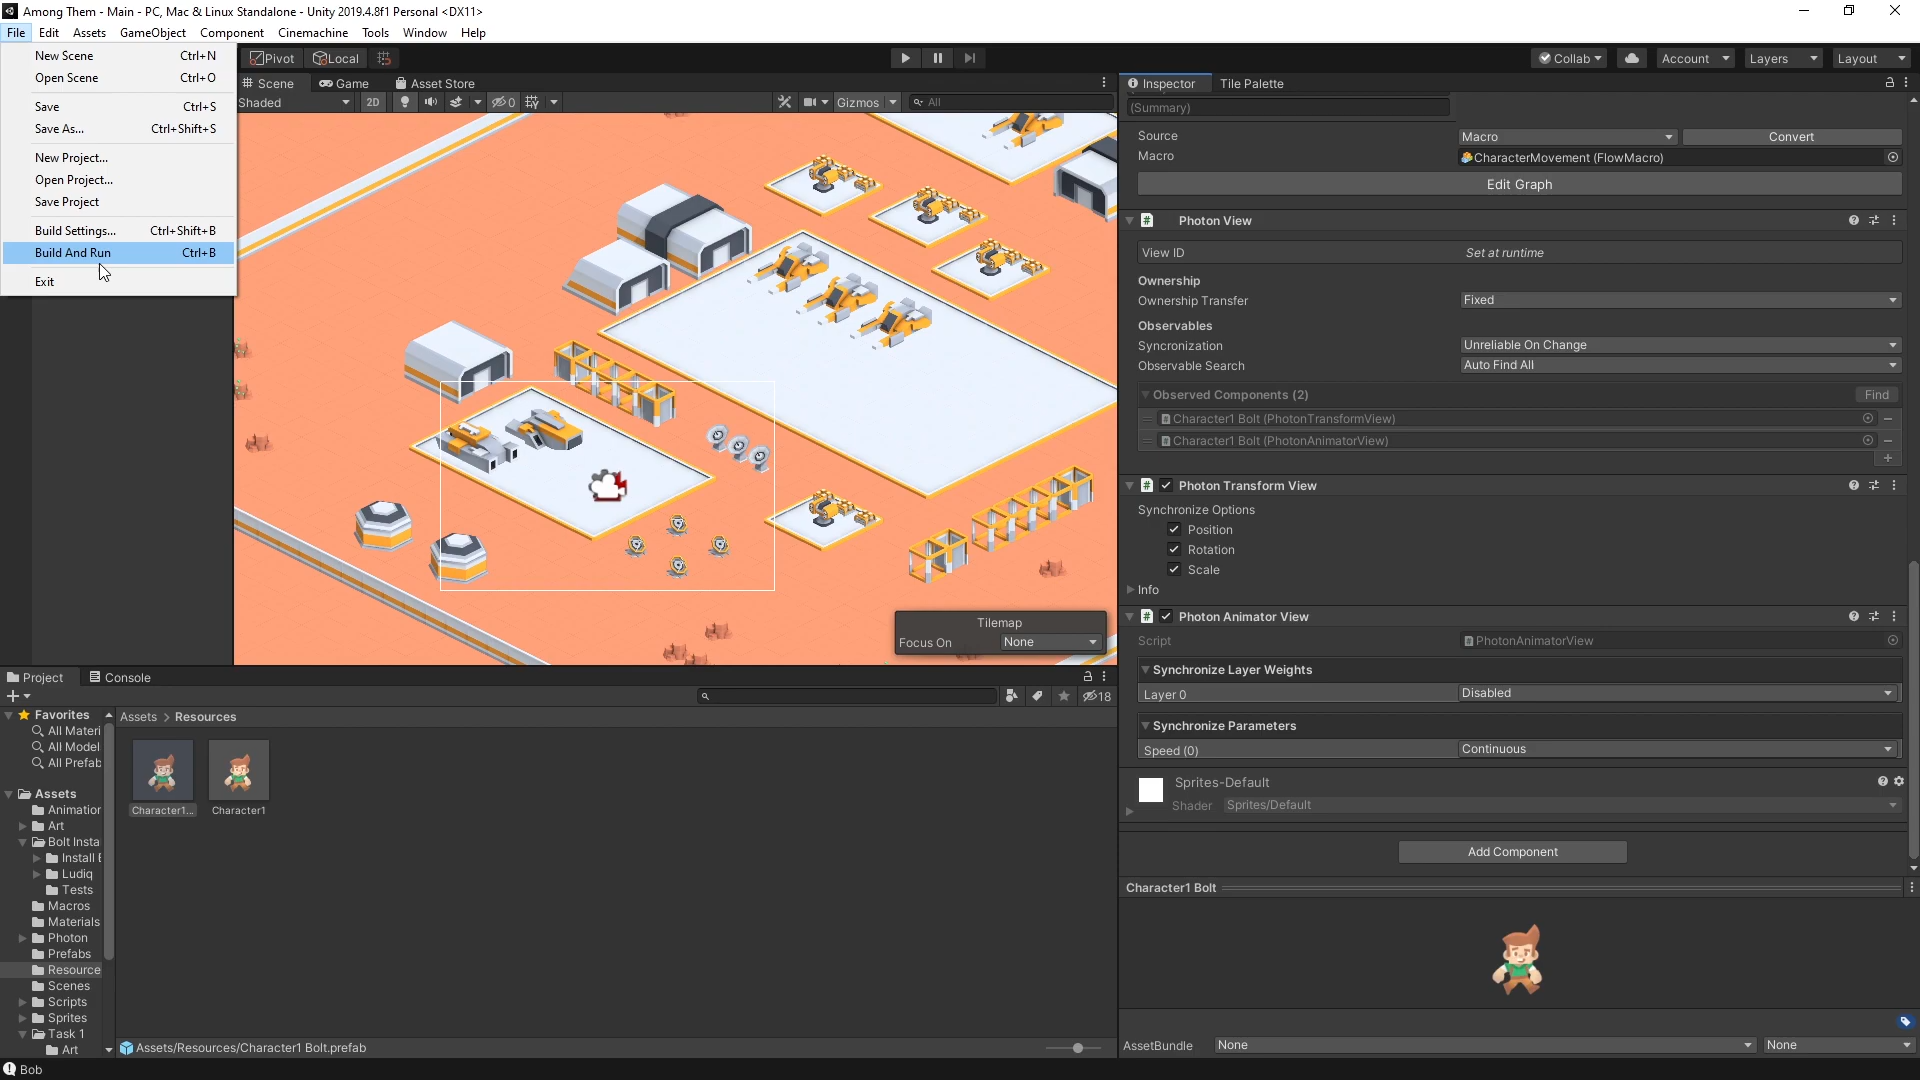 Among Them - Main - PC, Mac & Linux Standalone - Unity 2019.4.8f1 Personal <DX11>
File Edit Assets GameObject Component Cinemachine Tools Window Help
New Scene Ctrl+N
Open Scene Ctrl+O
Save Ctrl+S
Save As... Ctrl+Shift+S
New Project...
Open Project...
Save Project
Build Settings... Ctrl+Shift+B
Build And Run Ctrl+B
Exit
Pivot Local
Collab Account Layers Layout
Scene Game Asset Store
Shaded 2D 0 Gizmos All
Tilemap
Focus On None
Inspector Tile Palette
(Summary)
Source Macro Convert
Macro CharacterMovement (FlowMacro)
Edit Graph
# Photon View
View ID Set at runtime
Ownership
Ownership Transfer Fixed
Observables
Syncronization Unreliable On Change
Observable Search Auto Find All
Observed Components (2) Find
Character1 Bolt (PhotonTransformView)
Character1 Bolt (PhotonAnimatorView)
# Photon Transform View
Synchronize Options
Position
Rotation
Scale
Info
# Photon Animator View
Script PhotonAnimatorView
Synchronize Layer Weights
Layer 0 Disabled
Synchronize Parameters
Speed (0) Continuous
Sprites-Default
Shader Sprites/Default
Add Component
Character1 Bolt
AssetBundle None None
Project Console
18
Favorites
All Materi
All Model
All Prefab
Assets
Animation
Art
Bolt Insta
Install B
Ludiq
Tests
Macros
Materials
Photon
Prefabs
Resource
Scenes
Scripts
Sprites
Task 1
Art
Assets > Resources
Character1...
Character1
Assets/Resources/Character1 Bolt.prefab
Bob